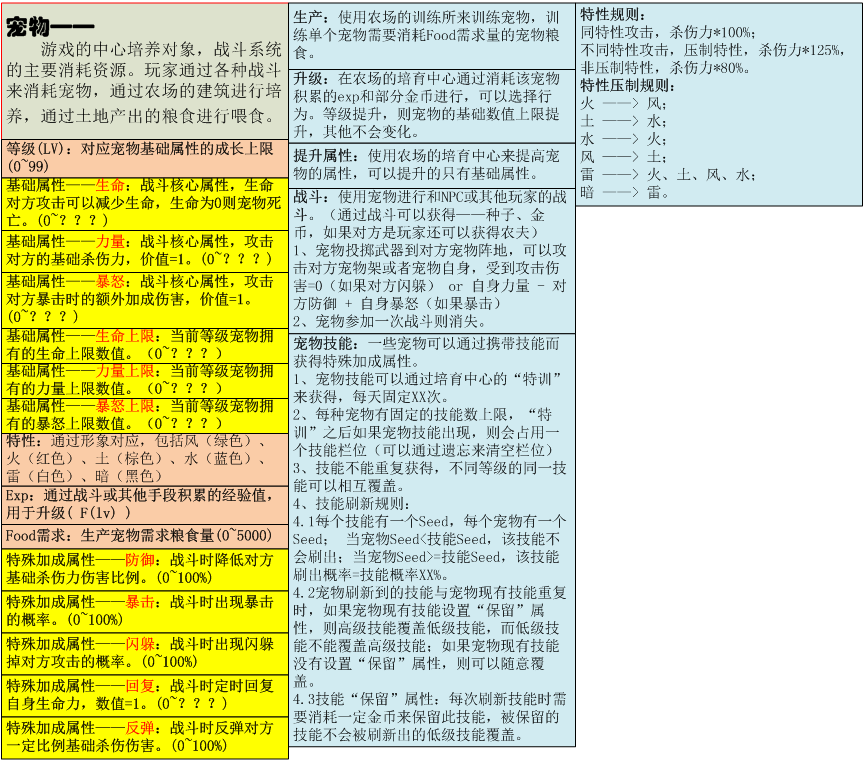 宠物——
游戏的中心培养对象，战斗系统
的主要消耗资源。玩家通过各种战斗
来消耗宠物，通过农场的建筑进行培
养，通过土地产出的粮食进行喂食。
等级(LV)：对应宠物基础属性的成长上限
(0~99)
基础属性——生命：战斗核心属性，生命
对方攻击可以减少生命，生命为0则宠物死
亡。(0~？？？)
基础属性——力量：战斗核心属性，攻击
对方的基础杀伤力，价值=1。(0~？？？)
基础属性——暴怒：战斗核心属性，攻击
对方暴击时的额外加成伤害，价值=1。
(0~？？？)
基础属性——生命上限：当前等级宠物拥
有的生命上限数值。（0~？？？）
基础属性——力量上限：当前等级宠物拥
有的力量上限数值。（0~？？？）
基础属性——暴怒上限：当前等级宠物拥
有的暴怒上限数值。（0~？？？）
特性：通过形象对应，包括风（绿色）、
火（红色）、土（棕色）、水（蓝色）、
雷（白色）、暗（黑色）
Exp：通过战斗或其他手段积累的经验值，
用于升级( F(lv) )
Food需求：生产宠物需求粮食量(0~5000)
特殊加成属性——防御：战斗时降低对方
基础杀伤力伤害比例。(0~100%)
特殊加成属性——暴击：战斗时出现暴击
的概率。(0~100%)
特殊加成属性——闪躲：战斗时出现闪躲
掉对方攻击的概率。(0~100%)
特殊加成属性——回复：战斗时定时回复
自身生命力，数值=1。(0~？？？)
特殊加成属性——反弹：战斗时反弹对方
一定比例基础杀伤伤害。(0~100%)
生产：使用农场的训练所来训练宠物，训
练单个宠物需要消耗Food需求量的宠物粮
食。
升级：在农场的培育中心通过消耗该宠物
积累的exp和部分金币进行，可以选择行
为。等级提升，则宠物的基础数值上限提
升，其他不会变化。
提升属性：使用农场的培育中心来提高宠
物的属性，可以提升的只有基础属性。
战斗：使用宠物进行和NPC或其他玩家的战
斗。（通过战斗可以获得——种子、金
币，如果对方是玩家还可以获得农夫）
1、宠物投掷武器到对方宠物阵地，可以攻
击对方宠物架或者宠物自身，受到攻击伤
害=0（如果对方闪躲） or 自身力量 - 对
方防御 + 自身暴怒（如果暴击）
2、宠物参加一次战斗则消失。
宠物技能：一些宠物可以通过携带技能而
获得特殊加成属性。
1、宠物技能可以通过培育中心的“特训”
来获得，每天固定XX次。
2、每种宠物有固定的技能数上限，“特
训”之后如果宠物技能出现，则会占用一
个技能栏位（可以通过遗忘来清空栏位）
3、技能不能重复获得，不同等级的同一技
能可以相互覆盖。
4、技能刷新规则：
4.1每个技能有一个Seed，每个宠物有一个
Seed； 当宠物Seed<技能Seed，该技能不
会刷出；当宠物Seed>=技能Seed，该技能
刷出概率=技能概率XX%。
4.2宠物刷新到的技能与宠物现有技能重复
时，如果宠物现有技能设置“保留”属
性，则高级技能覆盖低级技能，而低级技
能不能覆盖高级技能；如果宠物现有技能
没有设置“保留”属性，则可以随意覆
盖。
4.3技能“保留”属性：每次刷新技能时需
要消耗一定金币来保留此技能，被保留的
技能不会被刷新出的低级技能覆盖。
特性规则：
同特性攻击，杀伤力*100%；
不同特性攻击，压制特性，杀伤力*125%，
非压制特性，杀伤力*80%。
特性压制规则：
火 ——> 风；
土 ——> 水；
水 ——> 火；
风 ——> 土；
雷 ——> 火、土、风、水；
暗 ——> 雷。